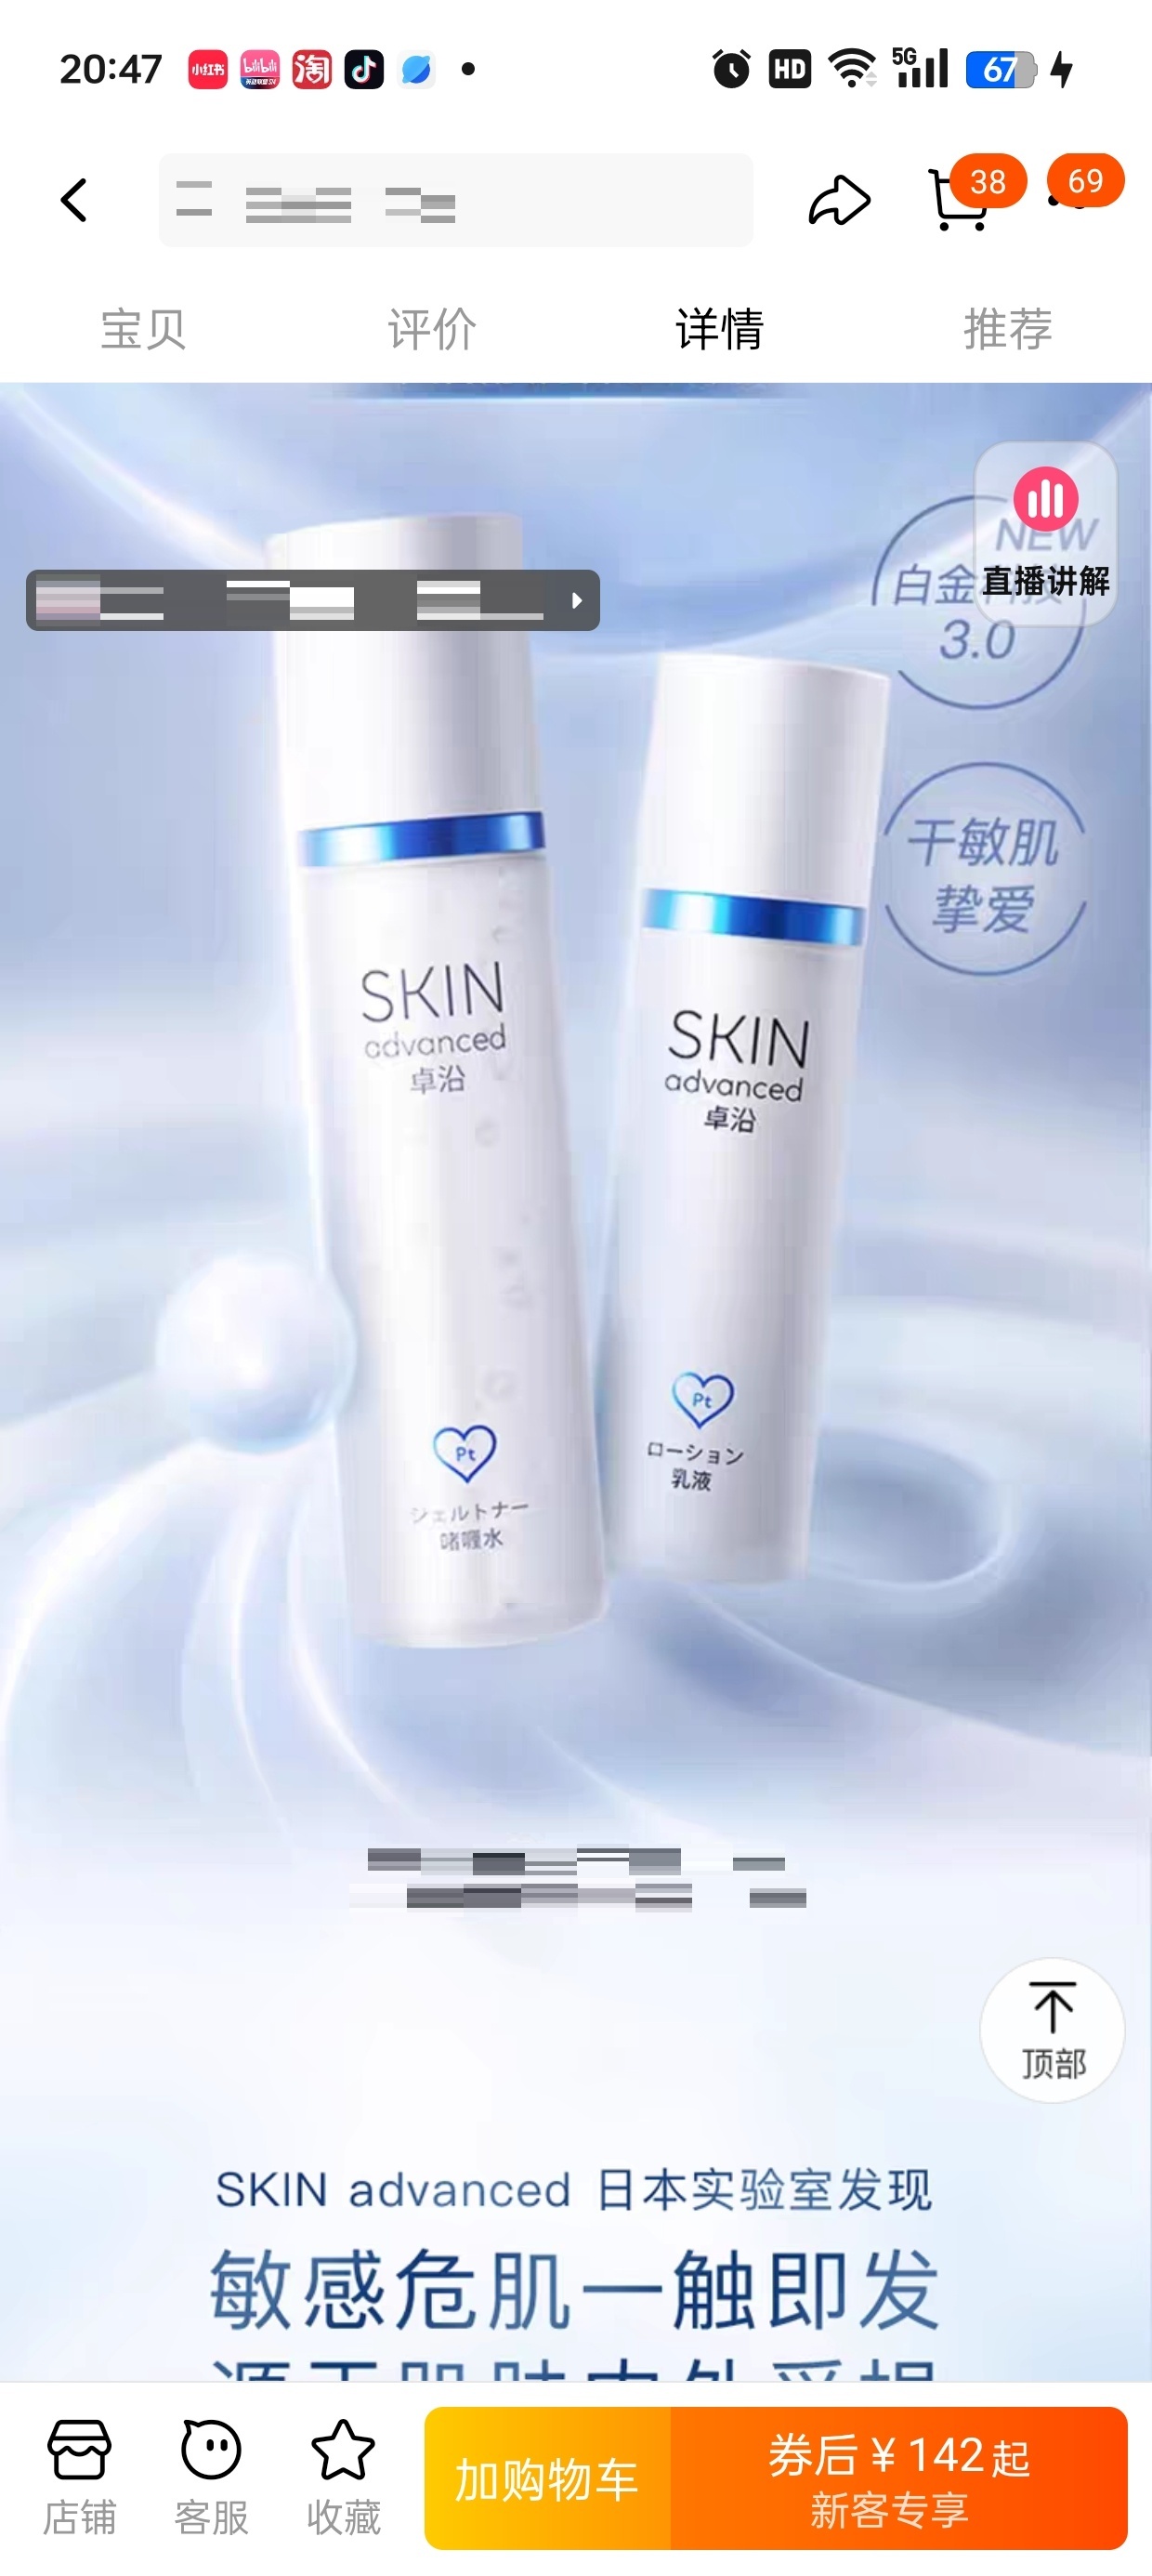 20:47
小红书
bilibili
淘
HD
5G
67
38
69
宝贝
评价
详情
推荐
NEW
白金科技
3.0
直播讲解
干敏肌
挚爱
SKIN
advanced
卓沿
Pt
ジェルトナー
啫喱水
SKIN
advanced
卓沿
Pt
ローション
乳液
顶部
SKIN advanced 日本实验室发现
敏感危肌一触即发
店铺
客服
收藏
加购物车
券后￥142起
新客专享